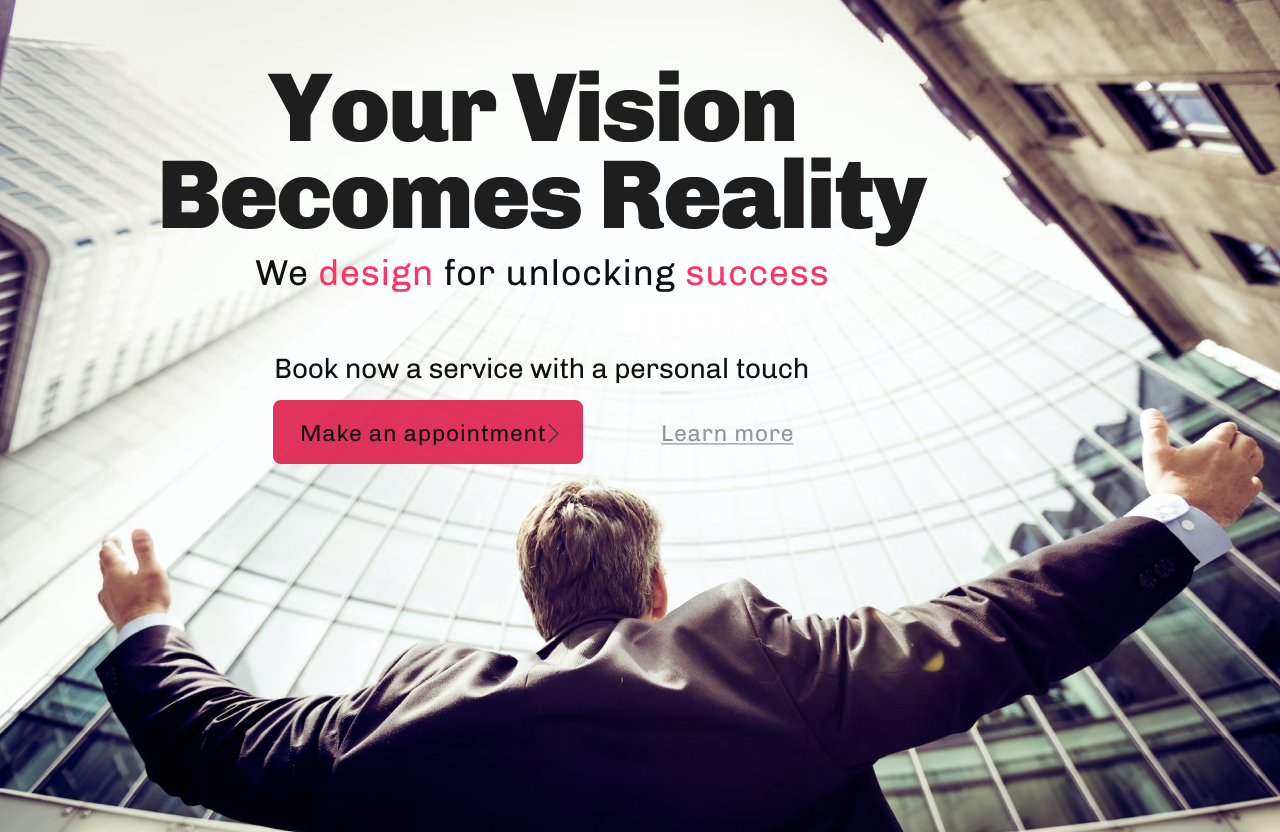 Your Vision
Becomes Reality
We design for unlocking success
Book now a service with a personal touch
Make an appointment
Learn more